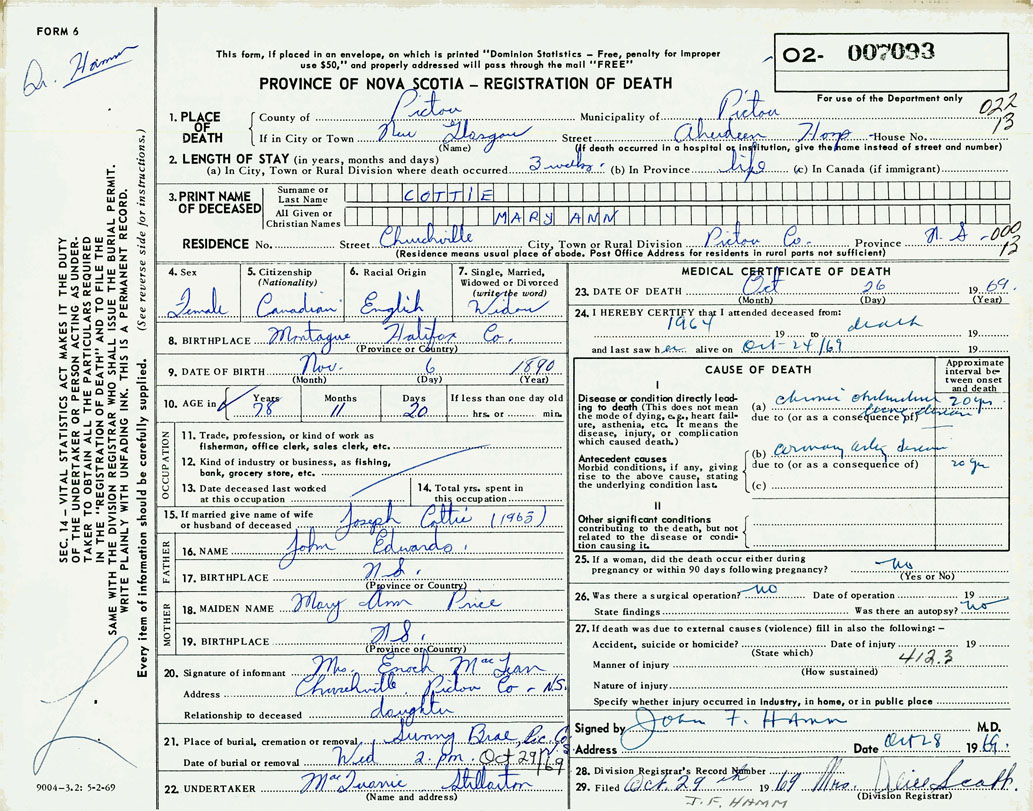 FORM 6
Dr. Hamm
This form, if placed in an envelope, on which is printed "Dominion Statistics – Free, penalty for improper
use $50," and properly addressed will pass through the mail "FREE"
PROVINCE OF NOVA SCOTIA – REGISTRATION OF DEATH
02- 007093
For use of the Department only
022
13
1. PLACE OF DEATH
County of Pictou Municipality of Pictou
If in City or Town New Glasgow Street Aberdeen Hosp House No.
(Name) (If death occurred in a hospital or institution, give the name instead of street and number)
2. LENGTH OF STAY (in years, months and days)
(a) In City, Town or Rural Division where death occurred 3 weeks. (b) In Province life (c) In Canada (if immigrant)
3. PRINT NAME OF DECEASED
Surname or Last Name COTTIE
All Given or Christian Names MARY ANN
RESIDENCE No. Street Churchville City, Town or Rural Division Pictou Co. Province N.S -000
13
(Residence means usual place of abode. Post Office Address for residents in rural parts not sufficient)
4. Sex
Female
5. Citizenship (Nationality)
Canadian
6. Racial Origin
English
7. Single, Married, Widowed or Divorced (write the word)
Widow
8. BIRTHPLACE Montague Halifax Co.
(Province or Country)
9. DATE OF BIRTH Nov. 6 1890
(Month) (Day) (Year)
10. AGE in Years 78 Months 11 Days 20 If less than one day old hrs. or min.
OCCUPATION
11. Trade, profession, or kind of work as fisherman, office clerk, sales clerk, etc.
12. Kind of industry or business, as fishing, bank, grocery store, etc.
13. Date deceased last worked at this occupation
14. Total yrs. spent in this occupation
15. If married give name of wife or husband of deceased Joseph Cottie (1965)
FATHER
16. NAME John Edwards.
17. BIRTHPLACE N.S.
(Province or Country)
MOTHER
18. MAIDEN NAME Mary Ann Price
19. BIRTHPLACE N.S.
(Province or Country)
20. Signature of informant Mrs. Enoch MacLean
Address Churchville Pictou Co – N.S.
Relationship to deceased daughter
21. Place of burial, cremation or removal Sunny Brae, Pic. Co. N.S.
Date of burial or removal Wed 2. p.m. Oct 29/69
22. UNDERTAKER Stellarton
(Name and address)
MEDICAL CERTIFICATE OF DEATH
23. DATE OF DEATH Oct 26 1969.
(Month) (Day) (Year)
24. I HEREBY CERTIFY that I attended deceased from:
1964 19 to death
and last saw her alive on Oct-24/69 19
CAUSE OF DEATH
Approximate interval between onset and death
I
Disease or condition directly leading to death (This does not mean the mode of dying, e.g., heart failure, asthenia, etc. It means the disease, injury, or complication which caused death.)
(a) chronic obstructive lung disease 20 yrs
due to (or as a consequence of)
Antecedent causes
Morbid conditions, if any, giving rise to the above cause, stating the underlying condition last.
(b) coronary artery disease
due to (or as a consequence of) 20 yrs
(c)
II
Other significant conditions contributing to the death, but not related to the disease or condition causing it.
25. If a woman, did the death occur either during pregnancy or within 90 days following pregnancy? No
(Yes or No)
26. Was there a surgical operation? no Date of operation 19
State findings Was there an autopsy? no
27. If death was due to external causes (violence) fill in also the following: –
Accident, suicide or homicide? Date of injury 19
(State which) 412.3
Manner of injury
(How sustained)
Nature of injury
Specify whether injury occurred in industry, in home, or in public place
Signed by John F. Hamm M.D.
Address Date Oct 28 1969.
28. Division Registrar's Record Number
29. Filed Oct. 29th 1969 Mrs.
(Division Registrar)
J.F. HAMM
SEC. 14 – VITAL STATISTICS ACT MAKES IT THE DUTY
OF THE UNDERTAKER OR PERSON ACTING AS UNDER-
TAKER TO OBTAIN ALL THE PARTICULARS REQUIRED
IN THE "REGISTRATION OF DEATH" AND TO FILE THE
SAME WITH THE DIVISION REGISTRAR WHO SHALL ISSUE THE BURIAL PERMIT.
WRITE PLAINLY WITH UNFADING INK. THIS IS A PERMANENT RECORD.
Every item of information should be carefully supplied. (See reverse side for instructions.)
9004–3.2: 5-2-69